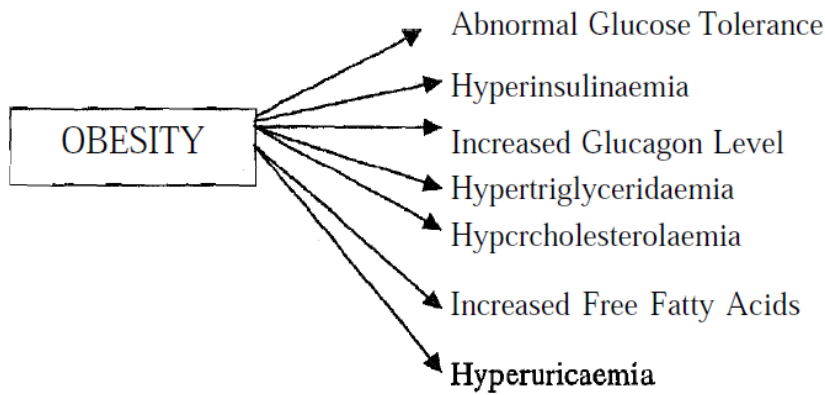 Abnormal Glucose Tolerance
Hyperinsulinaemia
OBESITY
Increased Glucagon Level
Hypertriglyceridaemia
Hypcrcholesterolaemia
Increased Free Fatty Acids
Hyperuricaemia